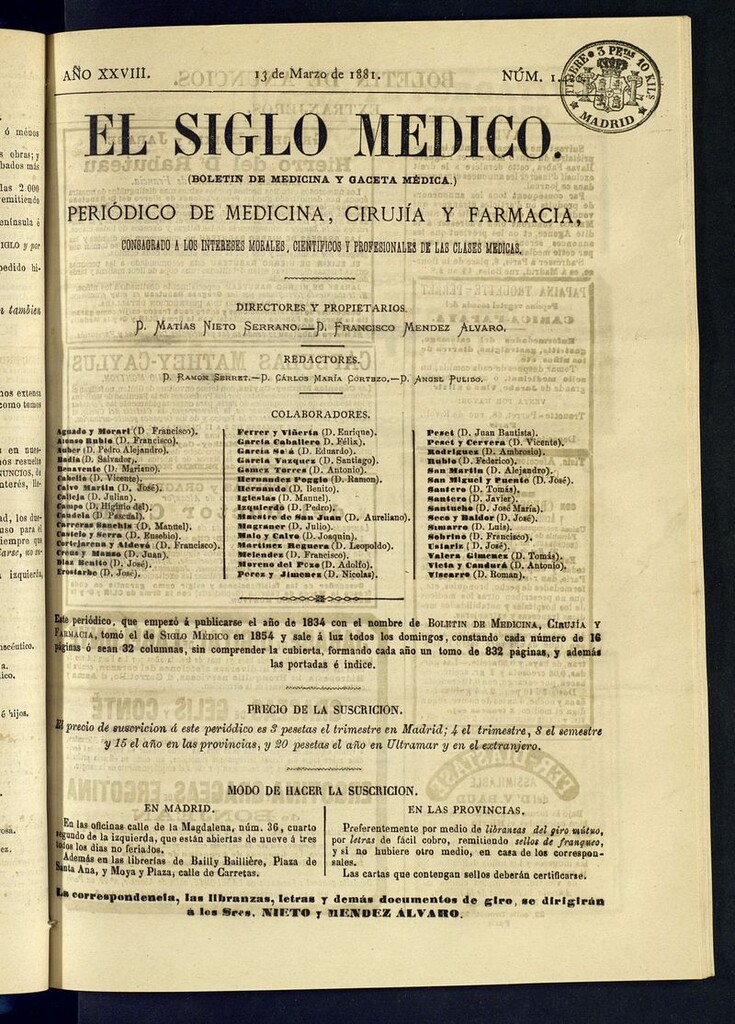 AÑO XXVIII.
13 de Marzo de 1881.
NÚM. 1.
TIMBRE 3 PETAS 10 KILS
MADRID
EL SIGLO MEDICO.
(BOLETIN DE MEDICINA Y GACETA MÉDICA.)
PERIÓDICO DE MEDICINA, CIRUJÍA Y FARMACIA,
CONSAGRADO A LOS INTERESES MORALES, CIENTIFICOS Y PROFESIONALES DE LAS CLASES MEDICAS.
DIRECTORES Y PROPIETARIOS.
D. MATÍAS NIETO SERRANO.—D. FRANCISCO MENDEZ ALVARO.
REDACTORES.
D. RAMON SERRET.—D. CÁRLOS MARÍA CORTEZO.—D. ANGEL PULIDO.
COLABORADORES.
Aguado y Morari (D. Francisco).
Alonso Rubio (D. Francisco).
Auber (D. Pedro Alejandro).
Badía (D. Salvador).
Benavente (D. Mariano).
Cabello (D. Vicente).
Calvo Martin (D. José).
Calleja (D. Julian).
Campo (D. Higinio del)
Candela (D. Pascual).
Carreras Sanchis (D. Manuel).
Castelo y Serra (D. Eusebio).
Cortejarena y Aldevó (D. Francisco).
Creus y Manso (D. Juan).
Diaz Benito (D. José).
Erostarbe (D. José).
Ferrer y Viñerta (D. Enrique).
García Caballero (D. Félix).
García Solá (D. Eduardo).
García Vazquez (D. Santiago).
Gomez Torres (D. Antonio).
Hernandez Poggio (D. Ramon).
Hernando (D. Benito).
Iglesias (D. Manuel).
Izquierdo (D. Pedro).
Maestre de San Juan (D. Aureliano).
Magraner (D. Julio).
Malo y Calvo (D. Joaquin).
Martinez Reguera (D. Leopoldo).
Melendez (D. Francisco).
Moreno del Pozo (D. Adolfo).
Perez y Jimenez (D. Nicolas).
Peset (D. Juan Bautista).
Peset y Cervera (D. Vicente).
Rodriguez (D. Ambrosio).
Rubio (D. Federico).
San Martin (D. Alejandro).
San Miguel y Puente (D. José).
Santero (D. Tomás).
Santero (D. Javier).
Santucho (D. José María).
Seco y Baldor (D. José).
Simarro (D. Luis).
Sobrino (D. Francisco).
Ustariz (D. José).
Valera Gimenez (D. Tomás).
Vieta y Candurá (D. Antonio).
Viscarro (D. Roman).
Este periódico, que empezó á publicarse el año de 1834 con el nombre de BOLETIN DE MEDICINA, CIRUJÍA Y
FARMACIA, tomó el de SIGLO MÉDICO en 1854 y sale á luz todos los domingos, constando cada número de 16
páginas ó sean 32 columnas, sin comprender la cubierta, formando cada año un tomo de 832 páginas, y además
las portadas é índice.
PRECIO DE LA SUSCRICION.
El precio de suscricion á este periódico es 3 pesetas el trimestre en Madrid; 4 el trimestre, 8 el semestre
y 15 el año en las provincias, y 20 pesetas el año en Ultramar y en el extranjero.
MODO DE HACER LA SUSCRICION.
EN MADRID.
En las oficinas calle de la Magdalena, núm. 36, cuarto
segundo de la izquierda, que están abiertas de nueve á tres
todos los dias no feriados.
Además en las librerías de Bailly Baillière, Plaza de
Santa Ana, y Moya y Plaza, calle de Carretas.
EN LAS PROVINCIAS.
Preferentemente por medio de libranzas del giro mútuo,
por letras de fácil cobro, remitiendo sellos de franqueo,
y si no hubiere otro medio, en casa de los correspon-
sales.
Las cartas que contengan sellos deberán certificarse.
La correspondencia, las libranzas, letras y demás documentos de giro, se dirigirán
á los Sres. NIETO y MENDEZ ÁLVARO.